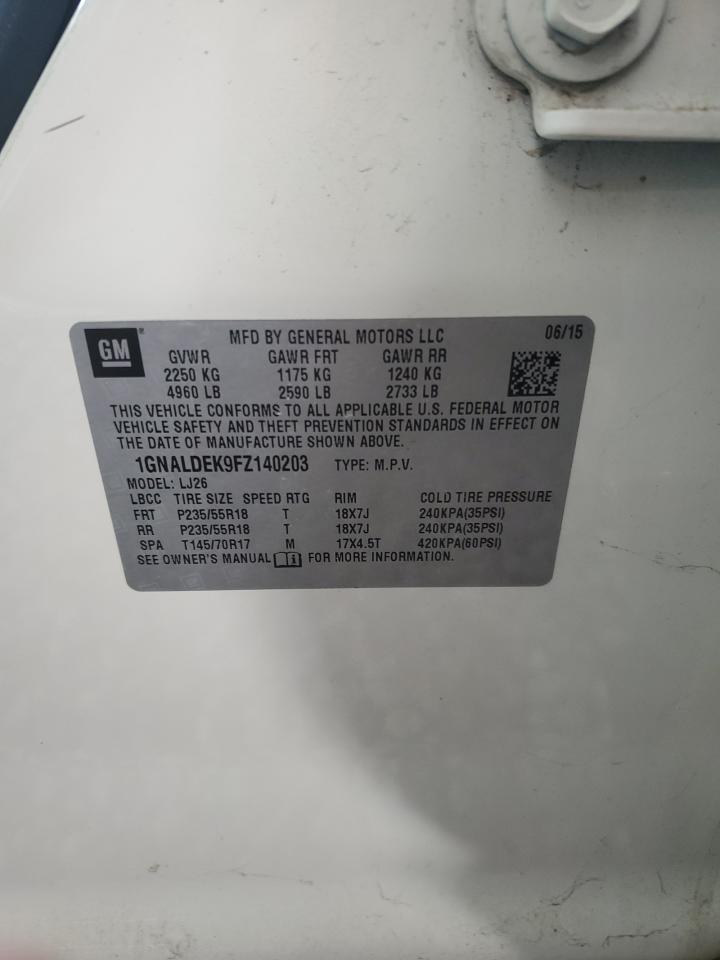 GM
MFD BY GENERAL MOTORS LLC 06/15
GVWR GAWR FRT GAWR RR
2250 KG 1175 KG 1240 KG
4960 LB 2590 LB 2733 LB
THIS VEHICLE CONFORMS TO ALL APPLICABLE U.S. FEDERAL MOTOR
VEHICLE SAFETY AND THEFT PREVENTION STANDARDS IN EFFECT ON
THE DATE OF MANUFACTURE SHOWN ABOVE.
1GNALDEK9FZ140203 TYPE: M.P.V.
MODEL: LJ26
LBCC TIRE SIZE SPEED RTG RIM COLD TIRE PRESSURE
FRT P235/55R18 T 18X7J 240KPA(35PSI)
RR P235/55R18 T 18X7J 240KPA(35PSI)
SPA T145/70R17 M 17X4.5T 420KPA(60PSI)
SEE OWNER'S MANUAL FOR MORE INFORMATION.